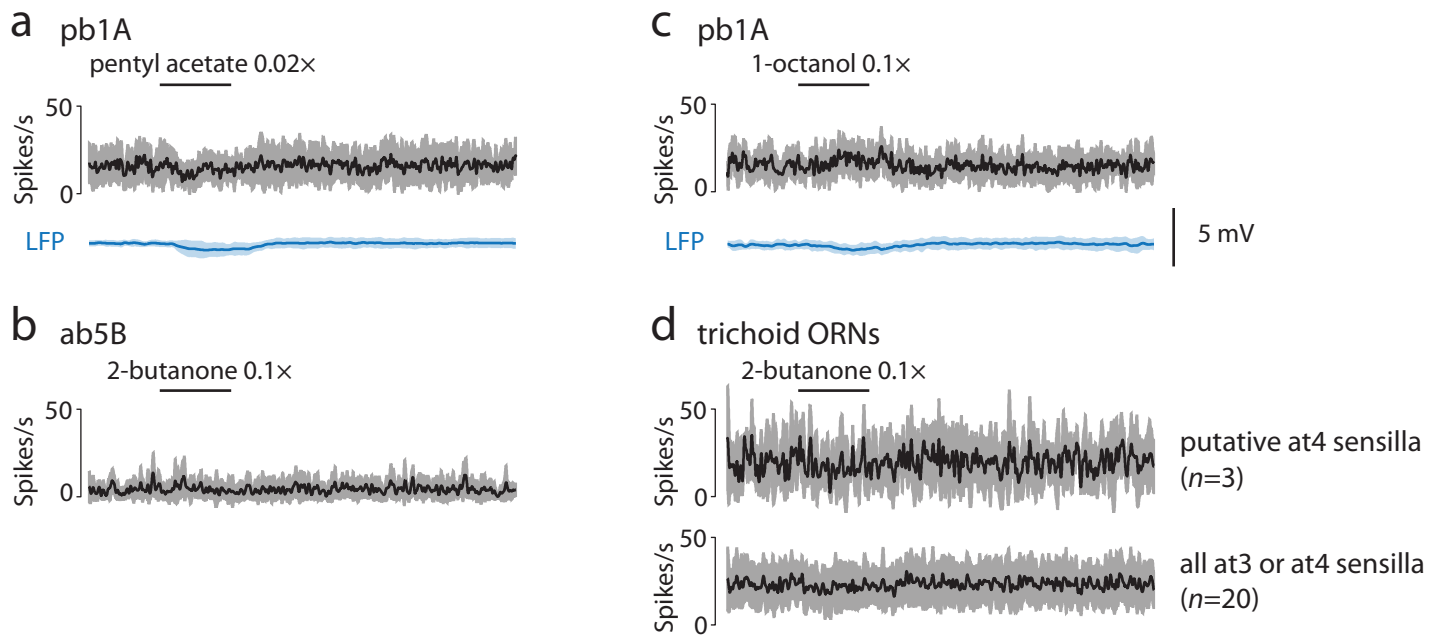 a pb1A
pentyl acetate 0.02×
50
Spikes/s
0
LFP
b ab5B
2-butanone 0.1×
50
Spikes/s
0
c pb1A
1-octanol 0.1×
50
Spikes/s
0
LFP
5 mV
d trichoid ORNs
2-butanone 0.1×
50
Spikes/s
0
putative at4 sensilla
(n=3)
50
Spikes/s
0
all at3 or at4 sensilla
(n=20)